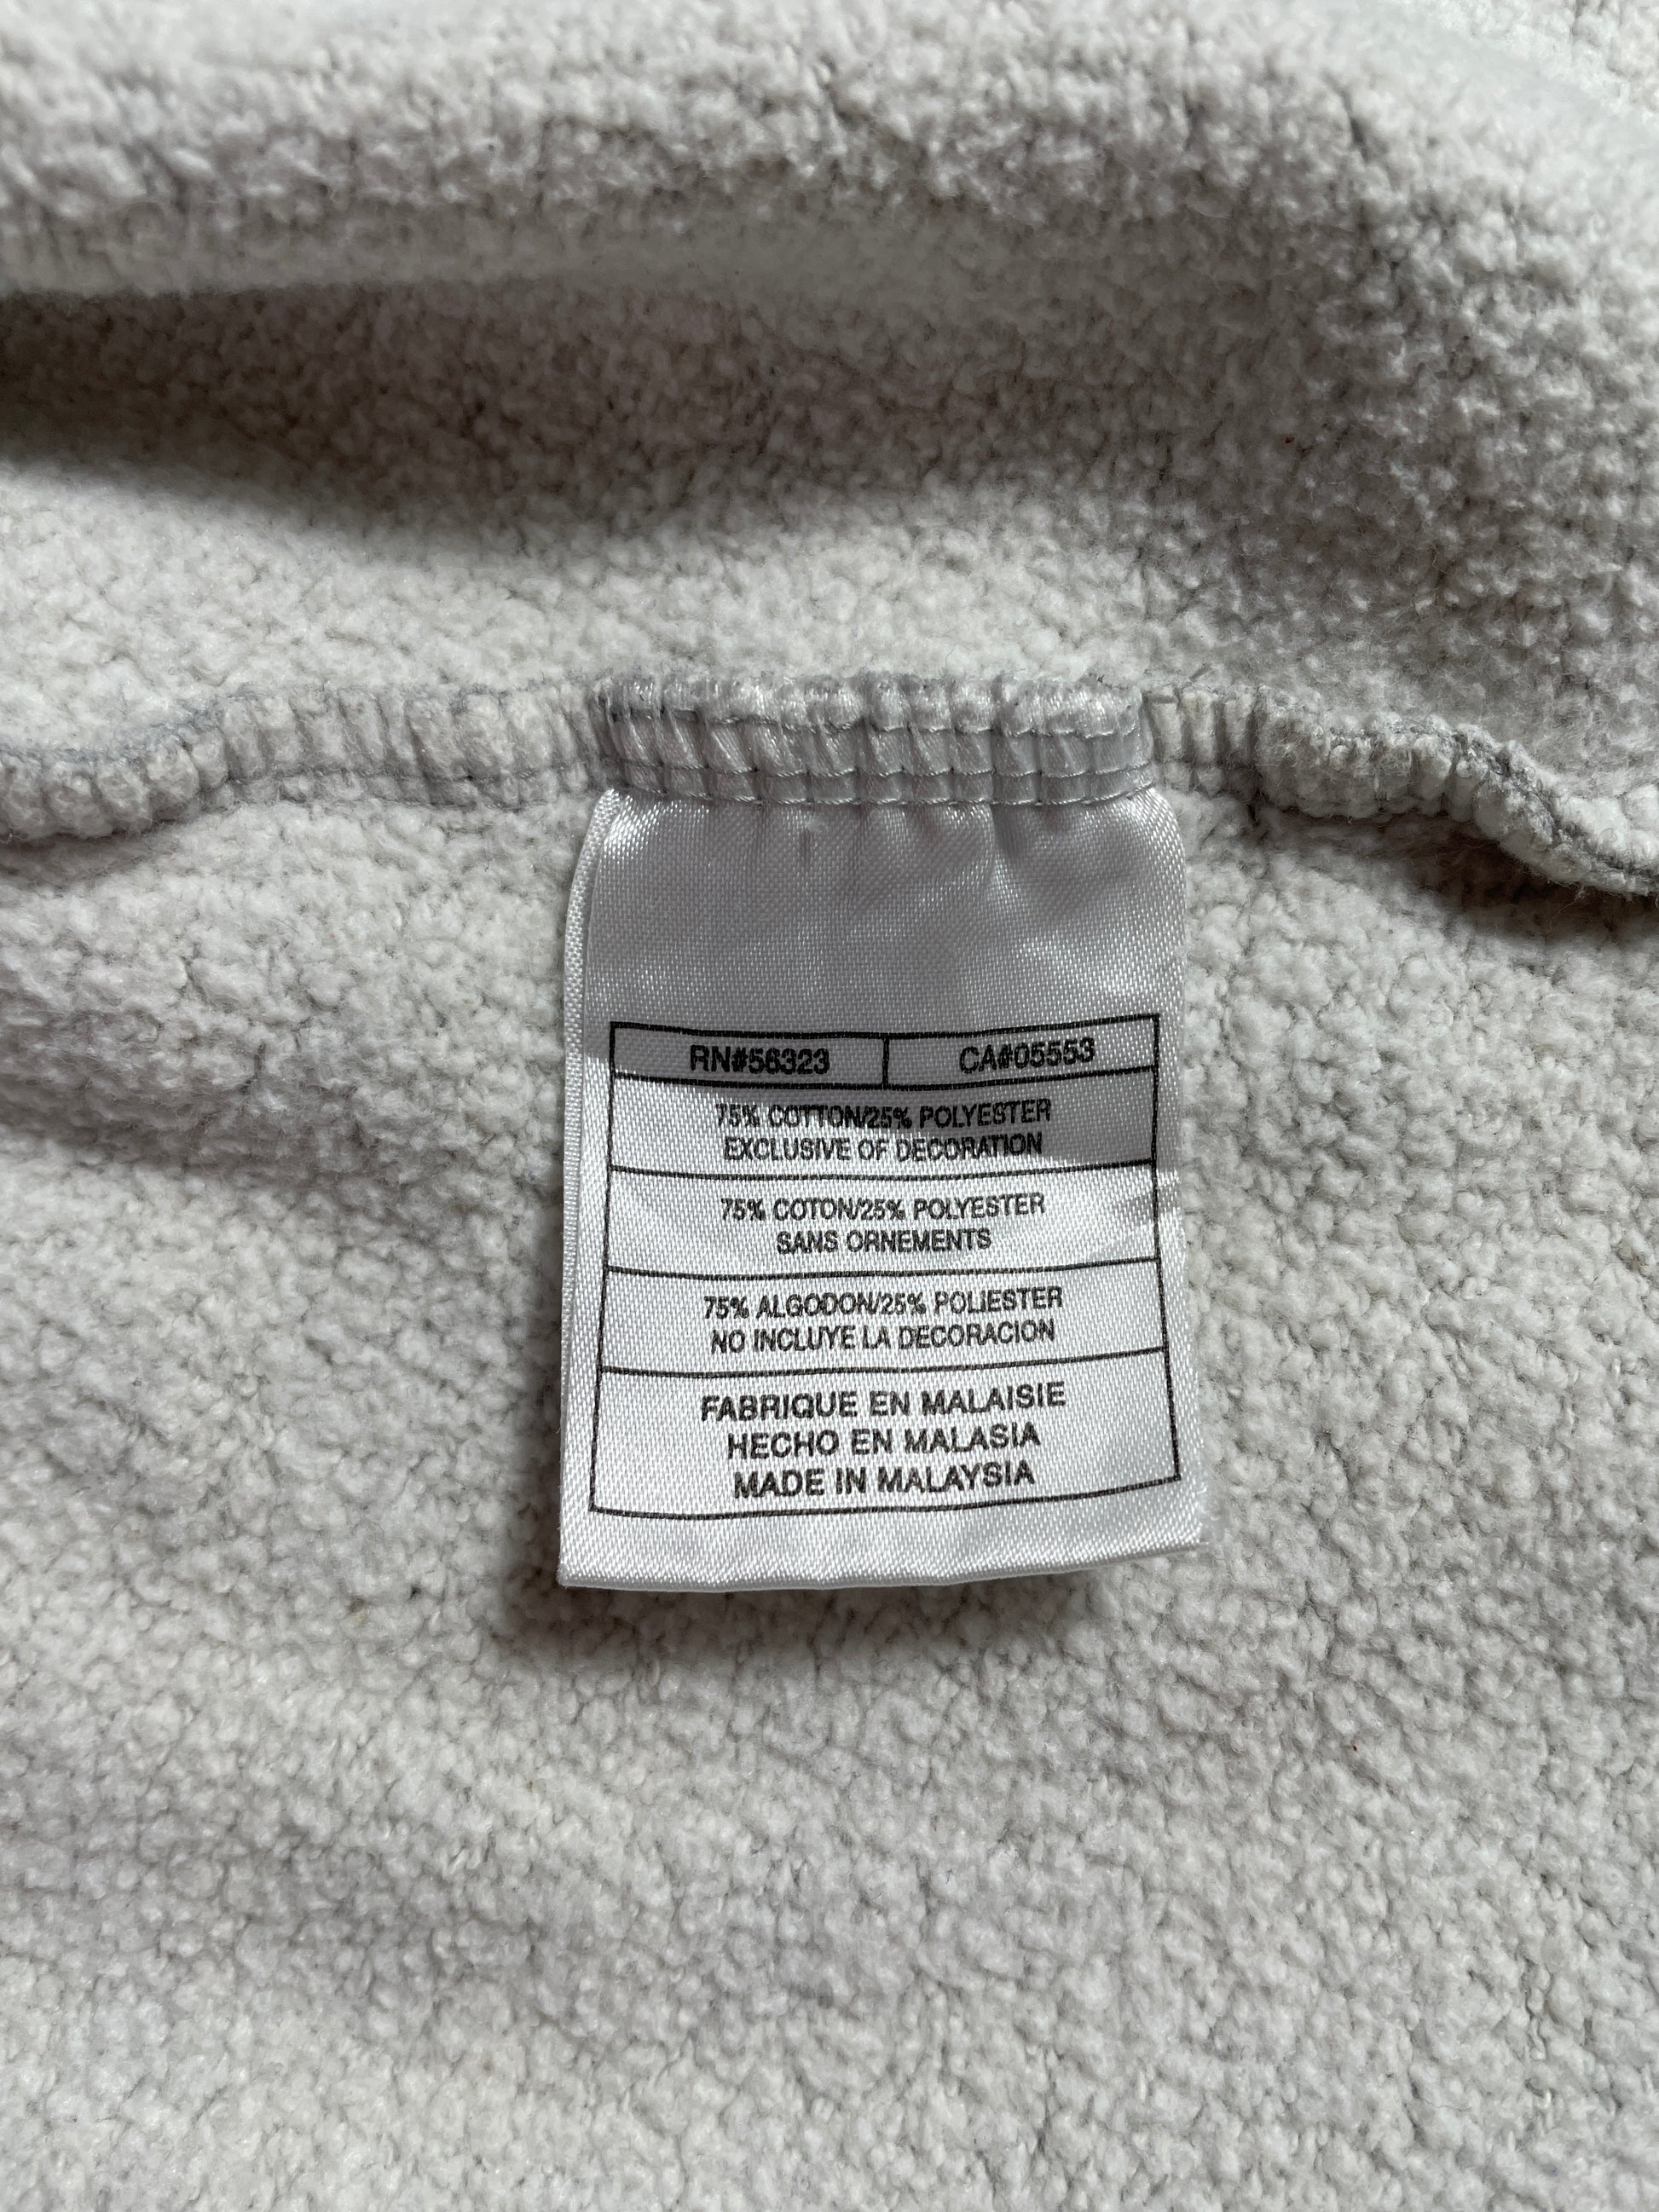 RN#56323 CA#05553
75% COTTON/25% POLYESTER
EXCLUSIVE OF DECORATION
75% COTON/25% POLYESTER
SANS ORNEMENTS
75% ALGODON/25% POLIESTER
NO INCLUYE LA DECORACION
FABRIQUE EN MALAISIE
HECHO EN MALASIA
MADE IN MALAYSIA